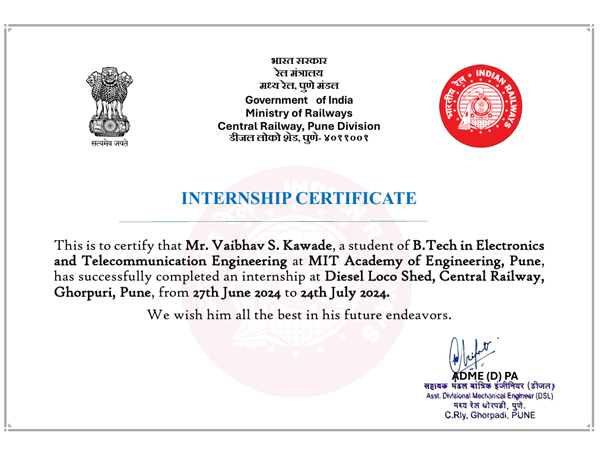 भारत सरकार
रेल मंत्रालय
मध्य रेल, पुणे मंडल
Government of India
Ministry of Railways
Central Railway, Pune Division
डीजल लोको शेड, पुणे- ४११००१
सत्यमेव जयते
भारतीय रेल • INDIAN RAILWAYS
INTERNSHIP CERTIFICATE
This is to certify that Mr. Vaibhav S. Kawade, a student of B.Tech in Electronics
and Telecommunication Engineering at MIT Academy of Engineering, Pune,
has successfully completed an internship at Diesel Loco Shed, Central Railway,
Ghorpuri, Pune, from 27th June 2024 to 24th July 2024.
We wish him all the best in his future endeavors.
ADME (D) PA
सहायक मंडल यांत्रिक इंजीनियर (डीजल)
Asst. Divisional Mechanical Engineer (DSL)
मध्य रेल घोरपडी, पुणे.
C.Rly, Ghorpadi, PUNE